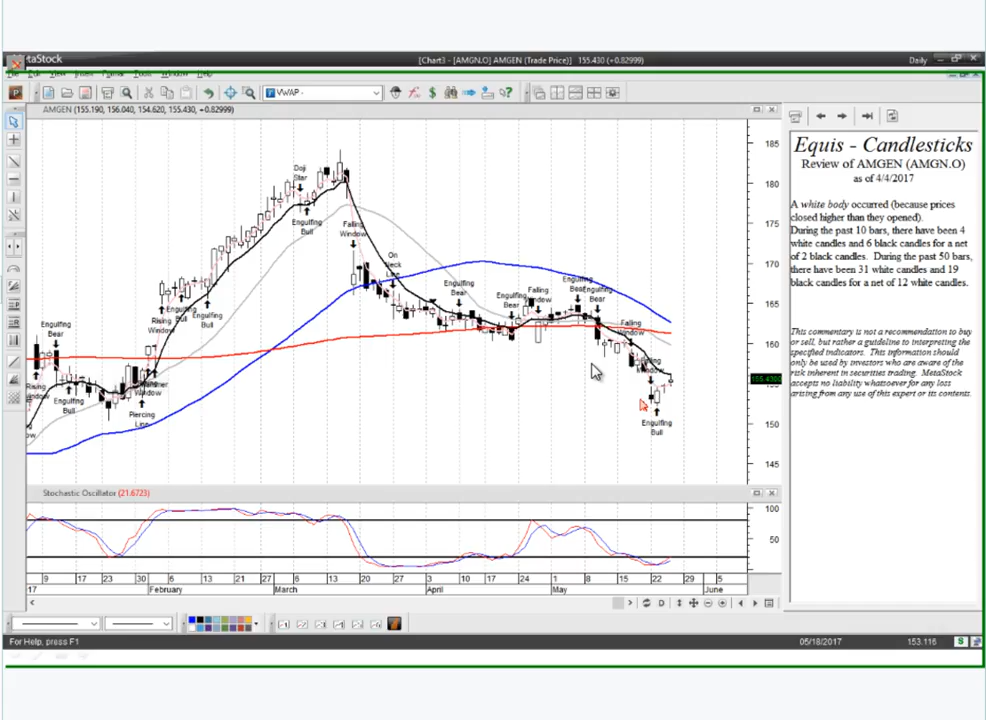 taStock
[Chart3 - [AMGN.O] AMGEN (Trade Price)] 155.430 (+0.82999)
Daily
VWAP -
AMGEN (155.190, 156.040, 154.620, 155.430, +0.82999)
185
180
175
170
165
160
150
145
Doji
Star
Engulfing
Bull
Falling
Window
On
Neck
Line
Engulfing
Bear
Engulfing
Bear
Falling
Engulfing
Engulfing
Bear
Falling
Window
Engulfing
Bull
Rising
Window
Engulfing
Bull
Engulfing
Bull
Engulfing
Bear
Rising
Window
Engulfing
Bull
Window
Piercing
Line
Equis - Candlesticks
Review of AMGEN (AMGN.O)
as of 4/4/2017
A white body occurred (because prices
closed higher than they opened).
During the past 10 bars, there have been 4
white candles and 6 black candles for a net
of 2 black candles. During the past 50 bars,
there have been 31 white candles and 19
black candles for a net of 12 white candles.
This commentary is not a recommendation to buy
or sell, but rather a guideline to interpreting the
specified indicators. This information should
only be used by investors who are aware of the
risk inherent in securities trading. MetaStock
accepts no liability whatsoever for any loss
arising from any use of this expert or its contents.
Stochastic Oscillator (21.6723)
100
50
9 17 23 30 6 13 21 27 6 13 20 27 3 10 17 24 1 8 15 22 29 5
17 February March April May June
For Help, press F1
05/18/2017 153.116 S